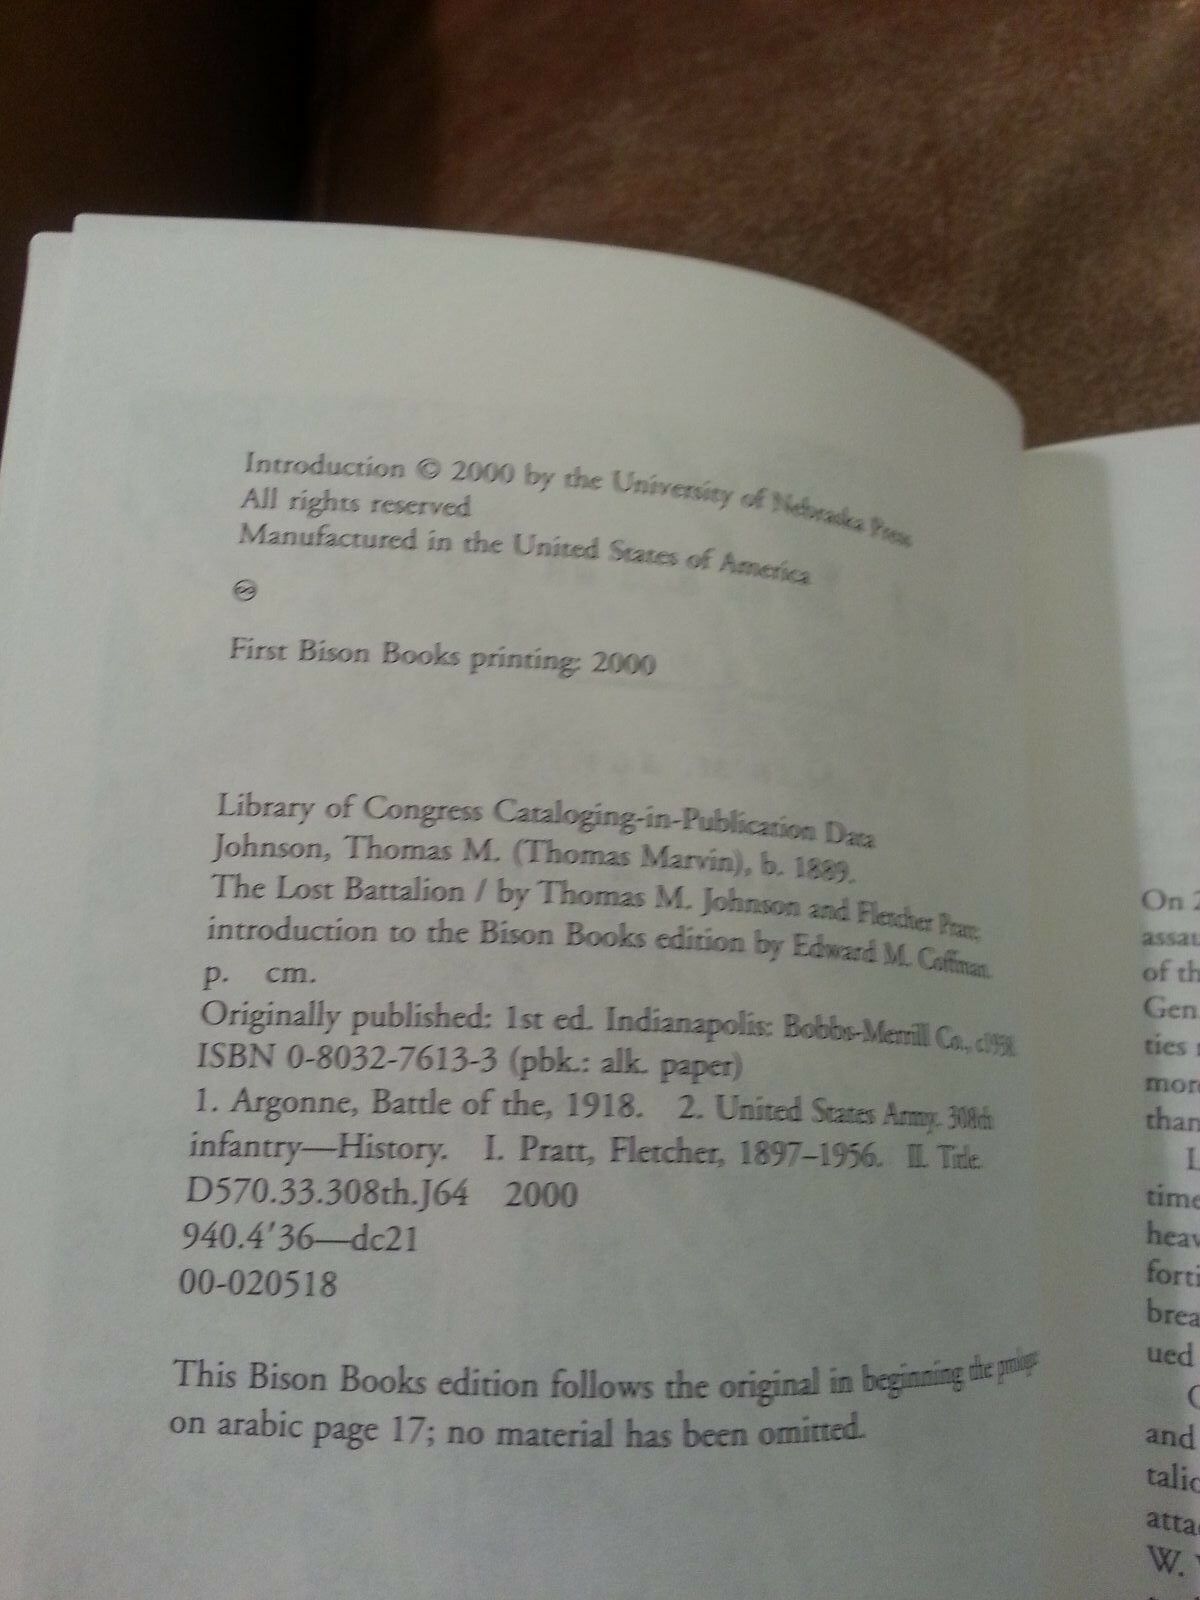 Introduction © 2000 by the University of Nebraska Press
All rights reserved
Manufactured in the United States of America
♾
First Bison Books printing: 2000
Library of Congress Cataloging-in-Publication Data
Johnson, Thomas M. (Thomas Marvin), b. 1889.
The Lost Battalion / by Thomas M. Johnson and Fletcher Pratt;
introduction to the Bison Books edition by Edward M. Coffman.
p. cm.
Originally published: 1st ed. Indianapolis: Bobbs-Merrill Co.,
ISBN 0-8032-7613-3 (pbk.: alk. paper)
1. Argonne, Battle of the, 1918. 2. United States Army. 308th
infantry—History. I. Pratt, Fletcher, 1897–1956. II. Title.
D570.33.308th.J64 2000
940.4'36—dc21
00-020518
This Bison Books edition follows the original in beginning the prologue
on arabic page 17; no material has been omitted.
On 2
assau
of th
Gen.
ties
mor
than
L
time
heav
forti
brea
ued
and
talio
atta
W.